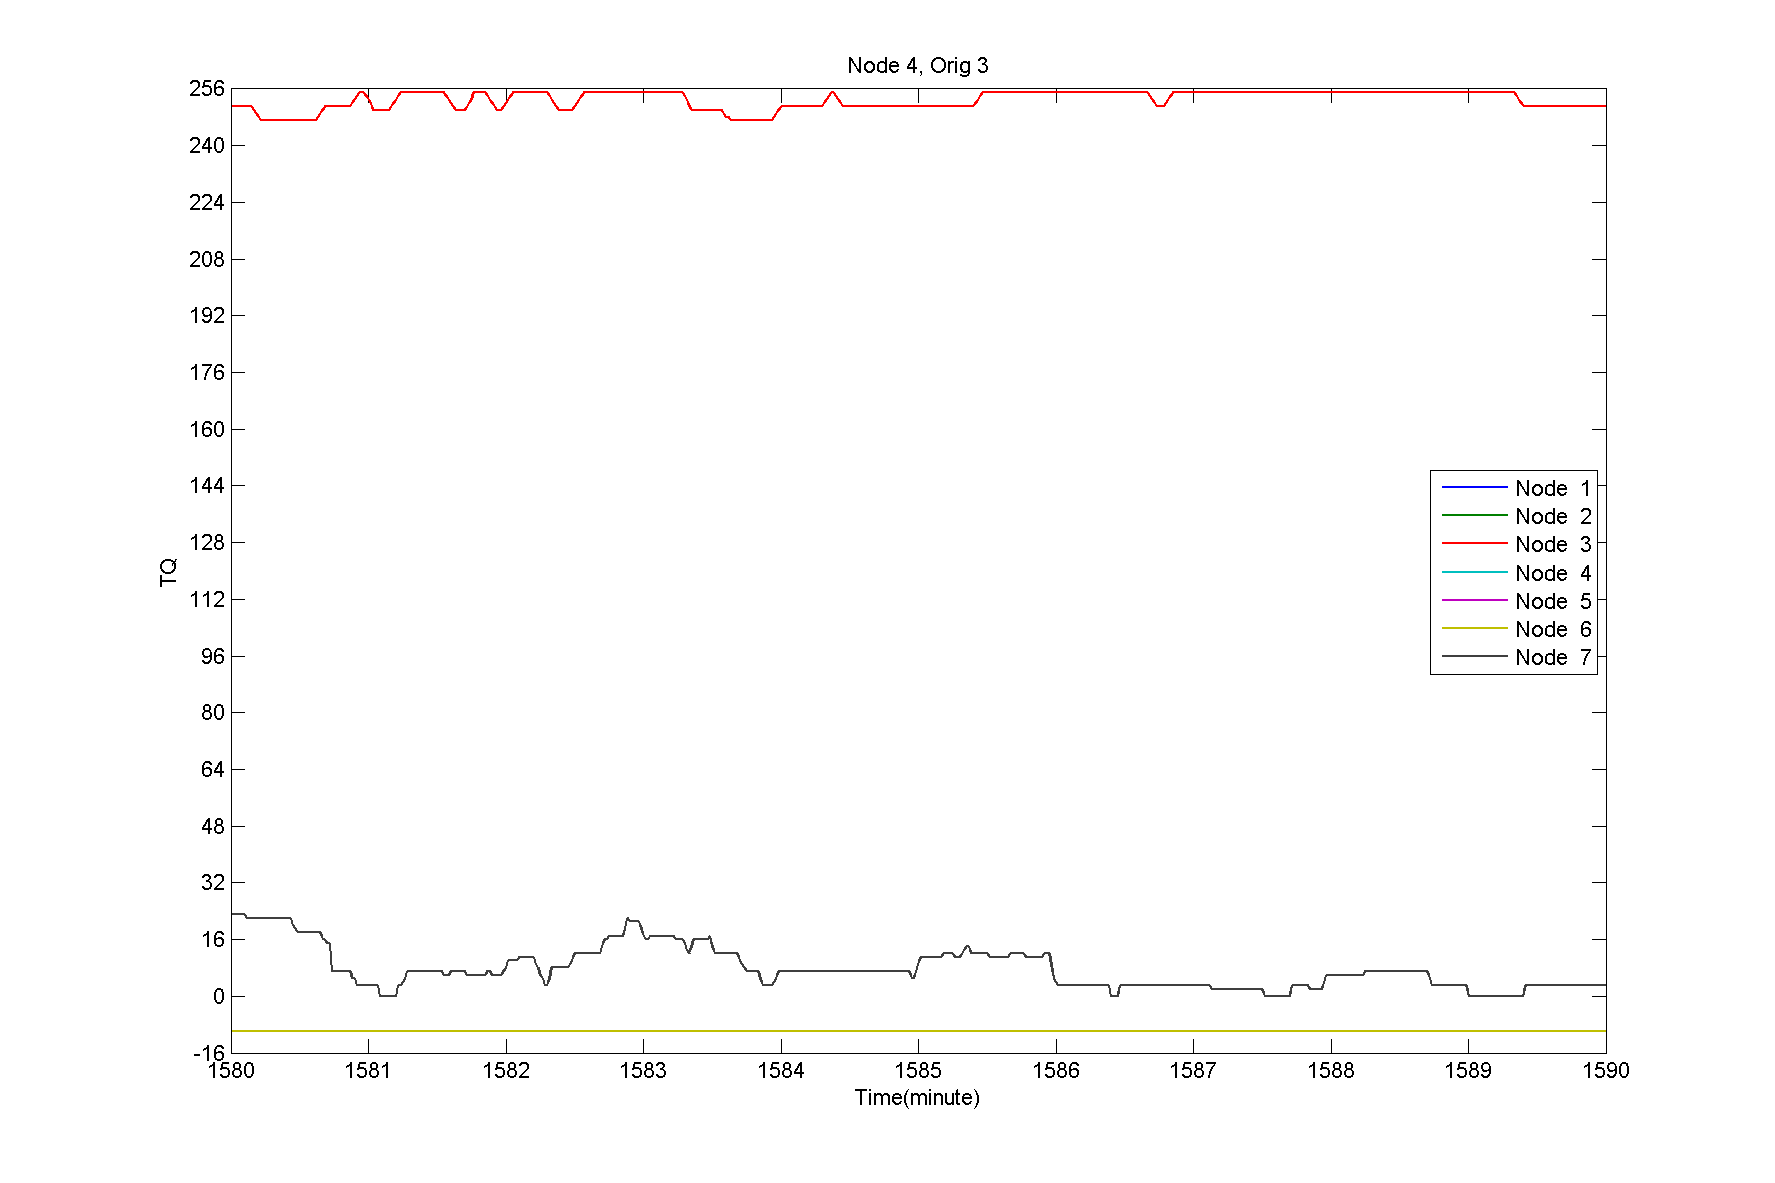 Node 4, Orig 3
256
240
224
208
192
176
160
144
128
112
96
80
64
48
32
16
0
-16
TQ
Node 1
Node 2
Node 3
Node 4
Node 5
Node 6
Node 7
1580 1581 1582 1583 1584 1585 1586 1587 1588 1589 1590
Time(minute)